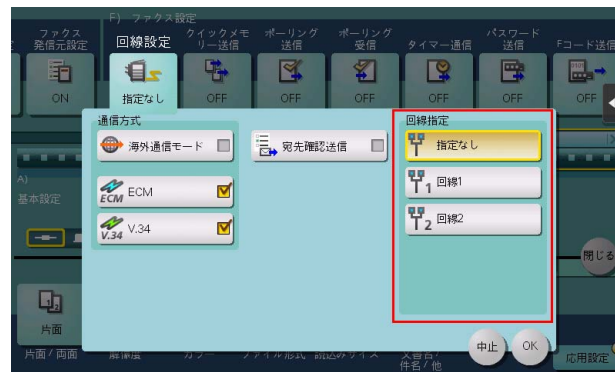 F) ファクス設定
ファクス
発信元設定
回線設定
クイックメモ
リー送信
ポーリング
送信
ポーリング
受信
タイマー通信
パスワード
送信
Fコード送信
ON
指定なし
OFF
OFF
OFF
OFF
OFF
OFF
通信方式
海外通信モード
宛先確認送信
ECM ECM
V.34 V.34
回線指定
指定なし
1 回線1
2 回線2
A)
基本設定
閉じる
片面
中止
OK
片面 / 両面
解像度
カラー
ファイル形式
読込みサイズ
文書名/
件名 / 他
応用設定